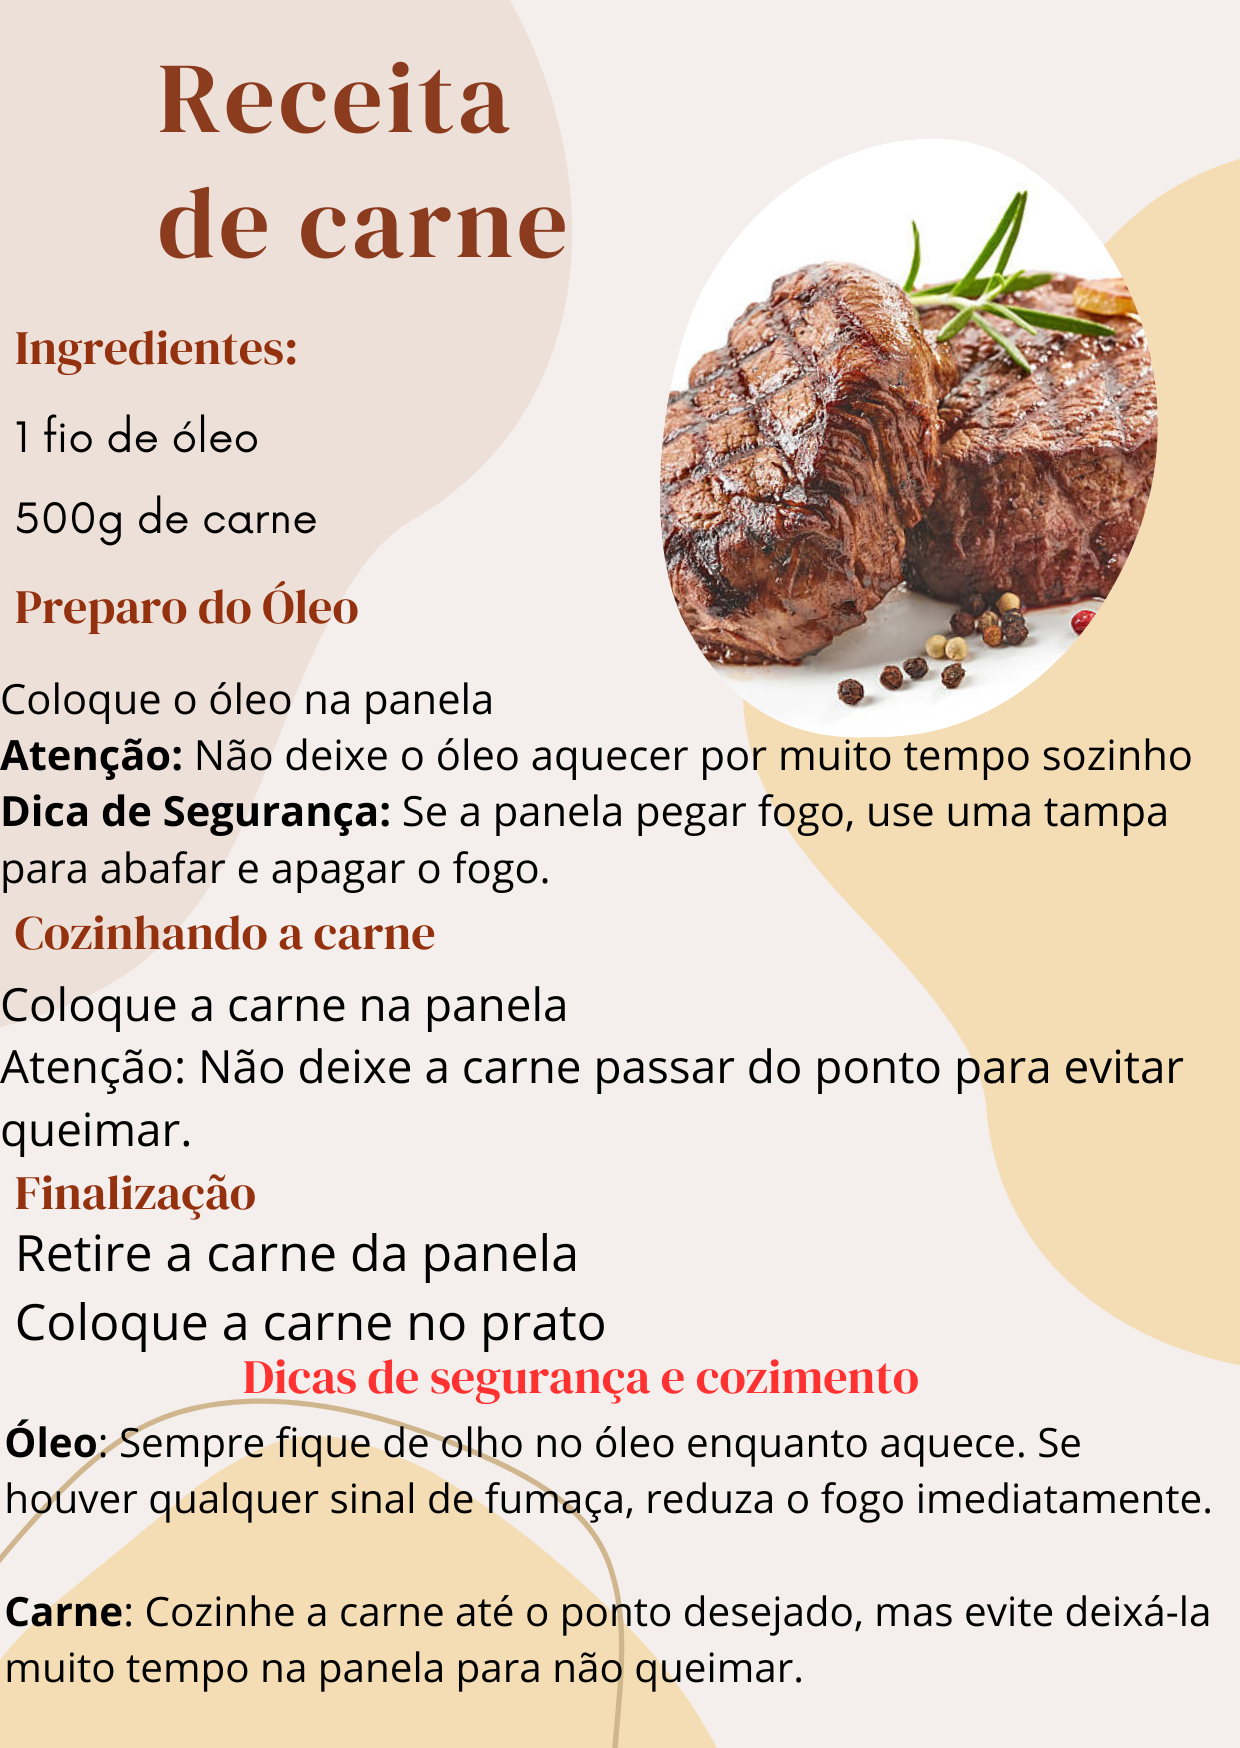 Receita
de carne
Ingredientes:
1 fio de óleo
500g de carne
Preparo do Óleo
Coloque o óleo na panela
Atenção: Não deixe o óleo aquecer por muito tempo sozinho
Dica de Segurança: Se a panela pegar fogo, use uma tampa
para abafar e apagar o fogo.
Cozinhando a carne
Coloque a carne na panela
Atenção: Não deixe a carne passar do ponto para evitar
queimar.
Finalização
Retire a carne da panela
Coloque a carne no prato
Dicas de segurança e cozimento
Óleo: Sempre fique de olho no óleo enquanto aquece. Se
houver qualquer sinal de fumaça, reduza o fogo imediatamente.
Carne: Cozinhe a carne até o ponto desejado, mas evite deixá-la
muito tempo na panela para não queimar.